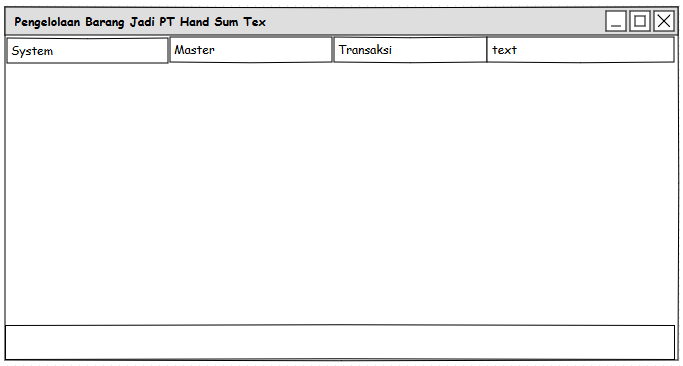 Pengelolaan Barang Jadi PT Hand Sum Tex
System Master Transaksi text